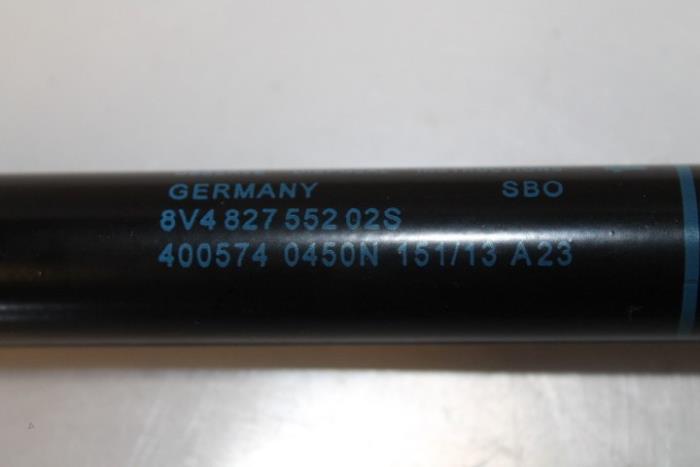 GERMANY SBO
8V4 827 552 02S
400574 0450N 151/13 A23